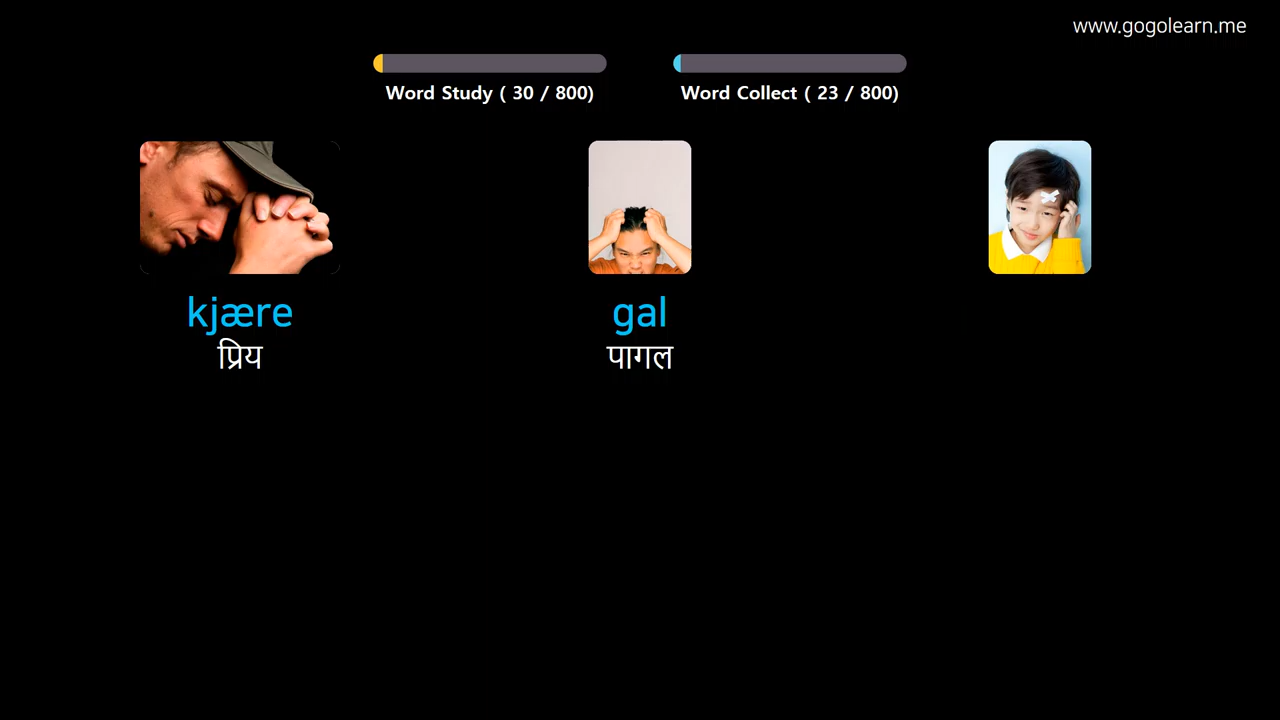 www.gogolearn.me
Word Study ( 30 / 800)
Word Collect ( 23 / 800)
kjære
gal
प्रिय
पागल